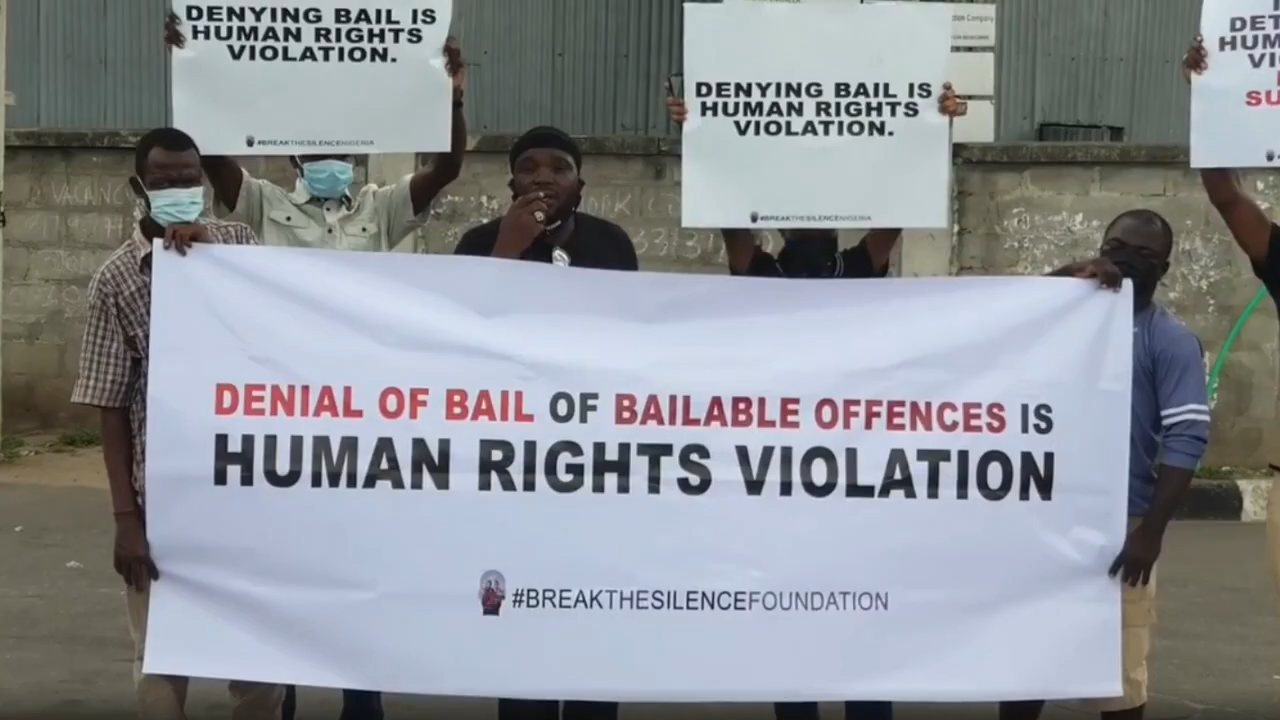 DENYING BAIL IS
HUMAN RIGHTS
VIOLATION.
#BREAKTHESILENCENIGERIA
DENYING BAIL IS
HUMAN RIGHTS
VIOLATION.
#BREAKTHESILENCENIGERIA
VACANCY
DENIAL OF BAIL OF BAILABLE OFFENCES IS
HUMAN RIGHTS VIOLATION
#BREAKTHESILENCEFOUNDATION